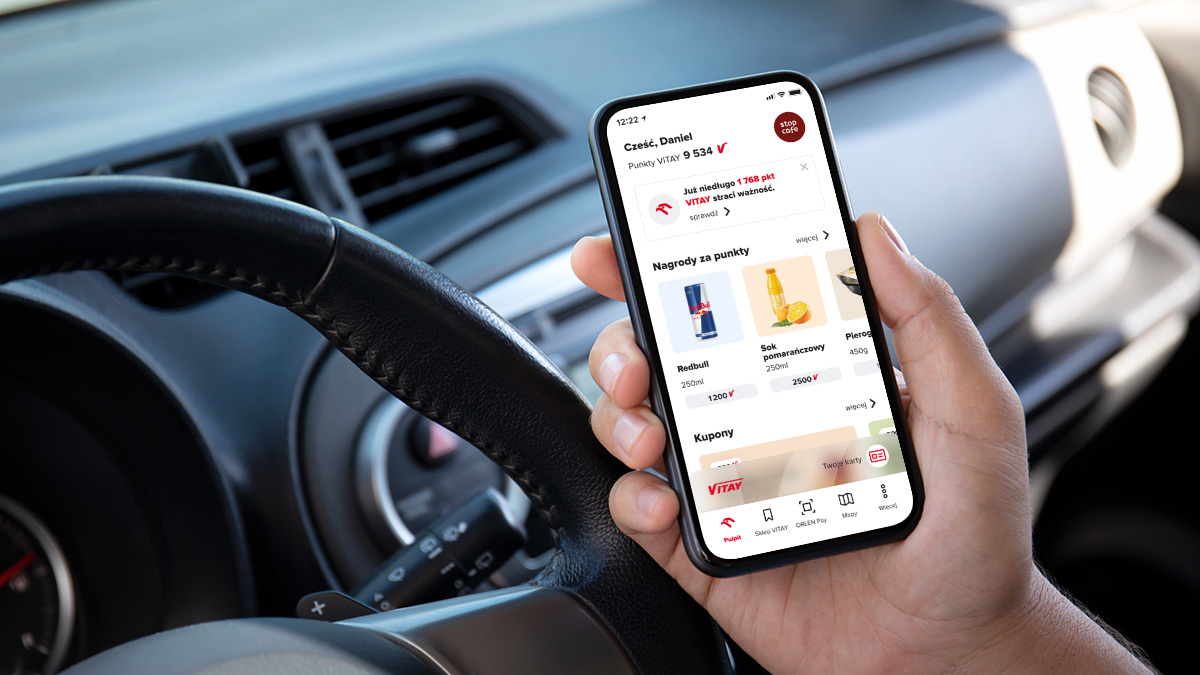 12:22
Cześć, Daniel
Punkty VITAY 9 534
stop
cafe
Już niedługo 1 768 pkt
VITAY straci ważność.
sprawdź
Nagrody za punkty
więcej
RedBull
Redbull
250ml
1200
Sok
pomarańczowy
250ml
2500
450g
Kupony
więcej
VITAY
Twoje karty
Pulpit
Sklep VITAY
ORLEN Pay
Mapy
Więcej